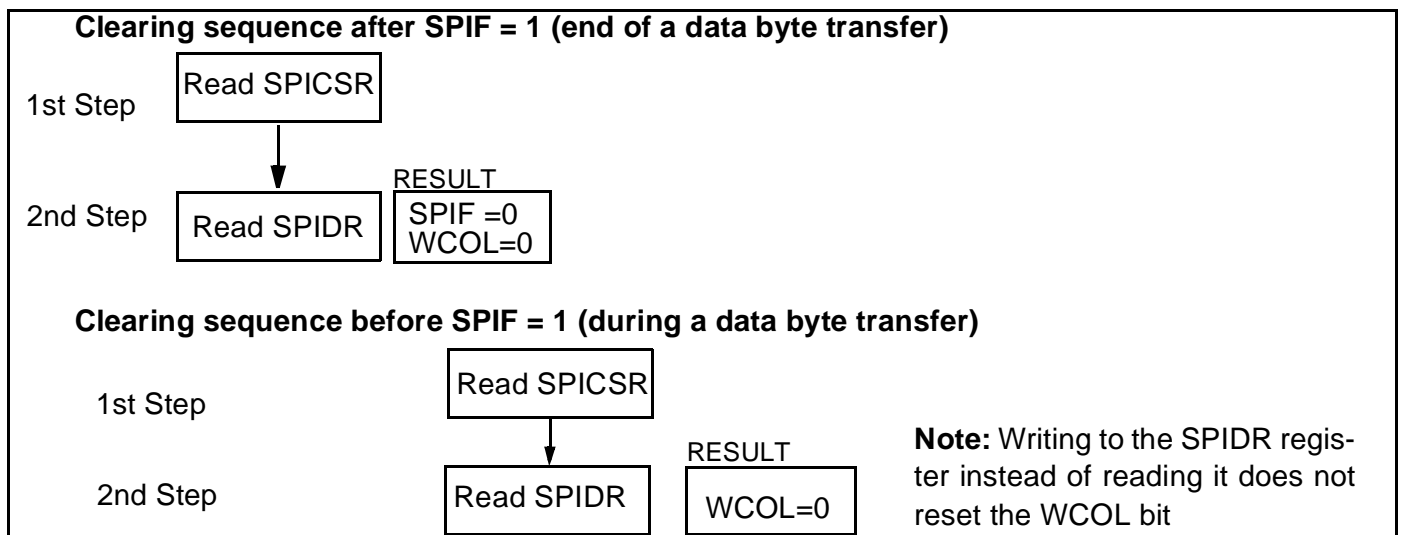 Clearing sequence after SPIF = 1 (end of a data byte transfer)
1st Step
Read SPICSR
2nd Step
Read SPIDR
RESULT
SPIF =0
WCOL=0
Clearing sequence before SPIF = 1 (during a data byte transfer)
1st Step
Read SPICSR
2nd Step
Read SPIDR
RESULT
WCOL=0
Note: Writing to the SPIDR regis-
ter instead of reading it does not
reset the WCOL bit